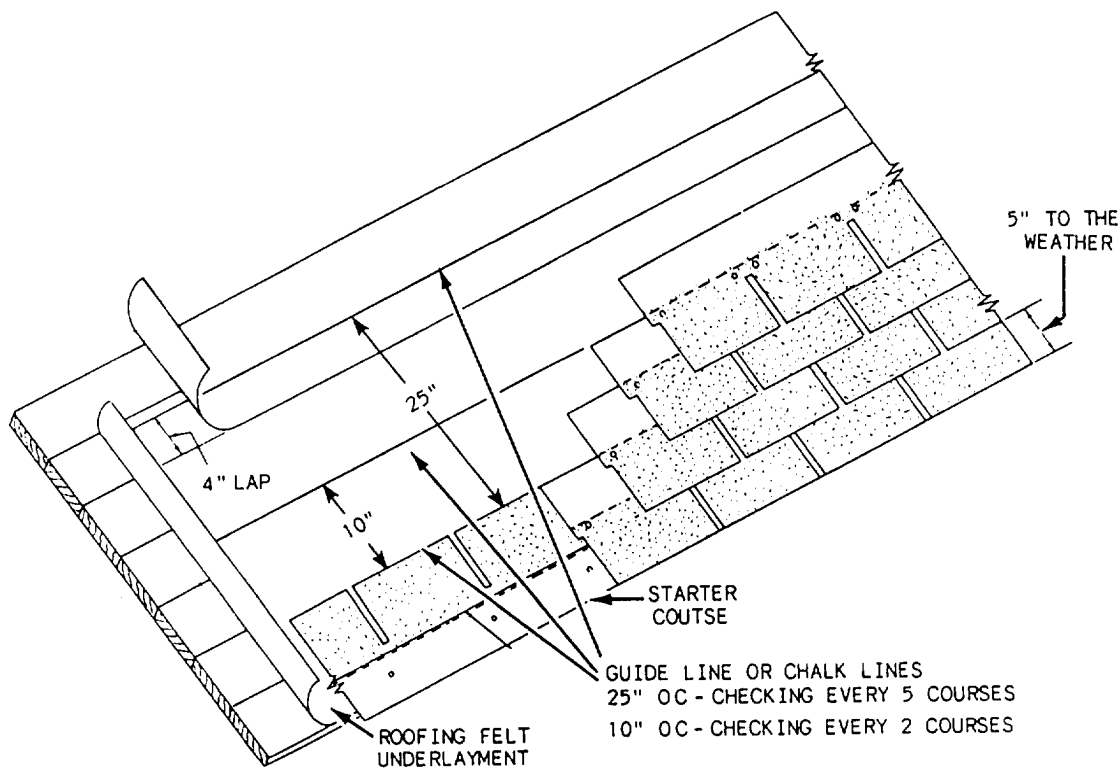 5" TO THE
WEATHER
25"
4" LAP
10"
STARTER
COUTSE
GUIDE LINE OR CHALK LINES
25" OC - CHECKING EVERY 5 COURSES
10" OC - CHECKING EVERY 2 COURSES
ROOFING FELT
UNDERLAYMENT